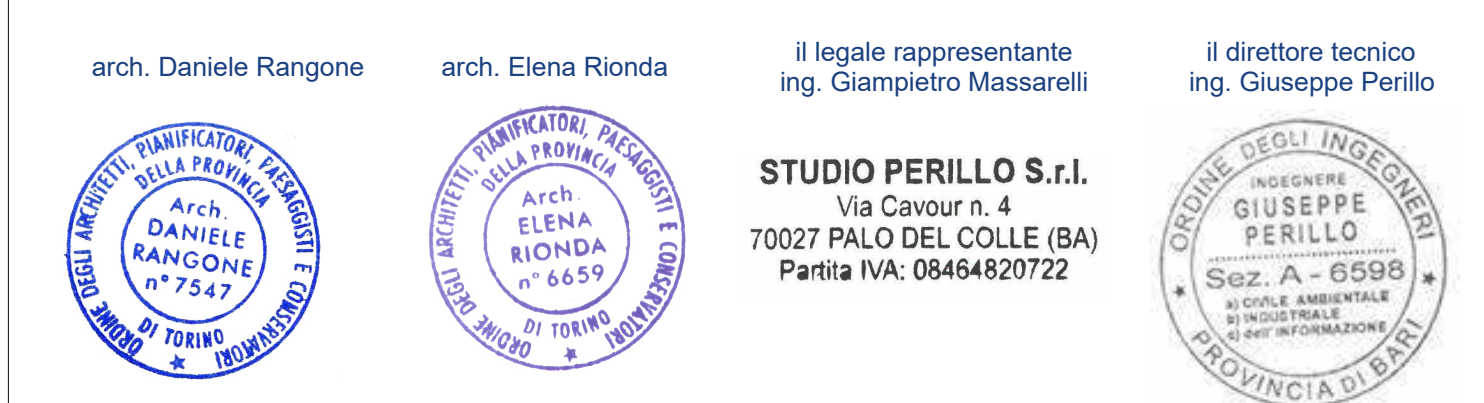 arch. Daniele Rangone
ORDINE DEGLI ARCHITETTI, PIANIFICATORI, PAESAGGISTI E CONSERVATORI
DELLA PROVINCIA
Arch.
DANIELE
RANGONE
n° 7547
DI TORINO
arch. Elena Rionda
ORDINE DEGLI ARCHITETTI, PIANIFICATORI, PAESAGGISTI E CONSERVATORI
DELLA PROVINCIA
Arch.
ELENA
RIONDA
n° 6659
DI TORINO
il legale rappresentante
ing. Giampietro Massarelli
STUDIO PERILLO S.r.l.
Via Cavour n. 4
70027 PALO DEL COLLE (BA)
Partita IVA: 08464820722
il direttore tecnico
ing. Giuseppe Perillo
ORDINE DEGLI INGEGNERI
INGEGNERE
GIUSEPPE
PERILLO
Sez. A - 6598
a) CIVILE AMBIENTALE
b) INDUSTRIALE
c) dell' INFORMAZIONE
PROVINCIA DI BARI